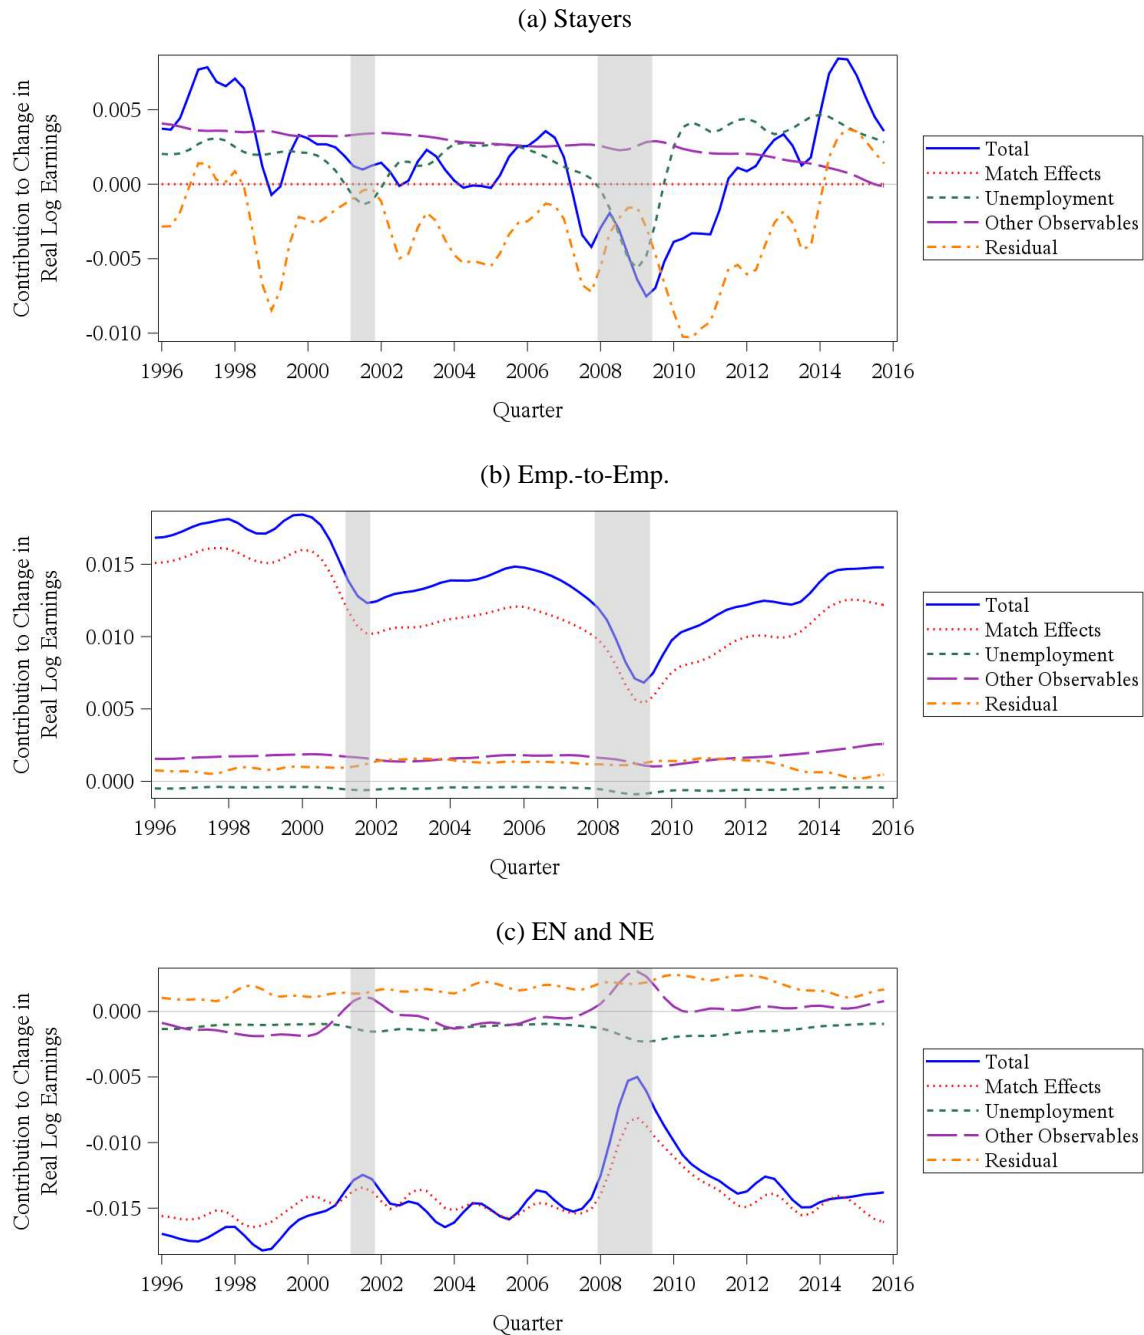 (a) Stayers
Contribution to Change in
Real Log Earnings
0.005
0.000
-0.005
-0.010
1996 1998 2000 2002 2004 2006 2008 2010 2012 2014 2016
Quarter
Total
Match Effects
Unemployment
Other Observables
Residual
(b) Emp.-to-Emp.
Contribution to Change in
Real Log Earnings
0.015
0.010
0.005
0.000
1996 1998 2000 2002 2004 2006 2008 2010 2012 2014 2016
Quarter
Total
Match Effects
Unemployment
Other Observables
Residual
(c) EN and NE
Contribution to Change in
Real Log Earnings
0.000
-0.005
-0.010
-0.015
1996 1998 2000 2002 2004 2006 2008 2010 2012 2014 2016
Quarter
Total
Match Effects
Unemployment
Other Observables
Residual